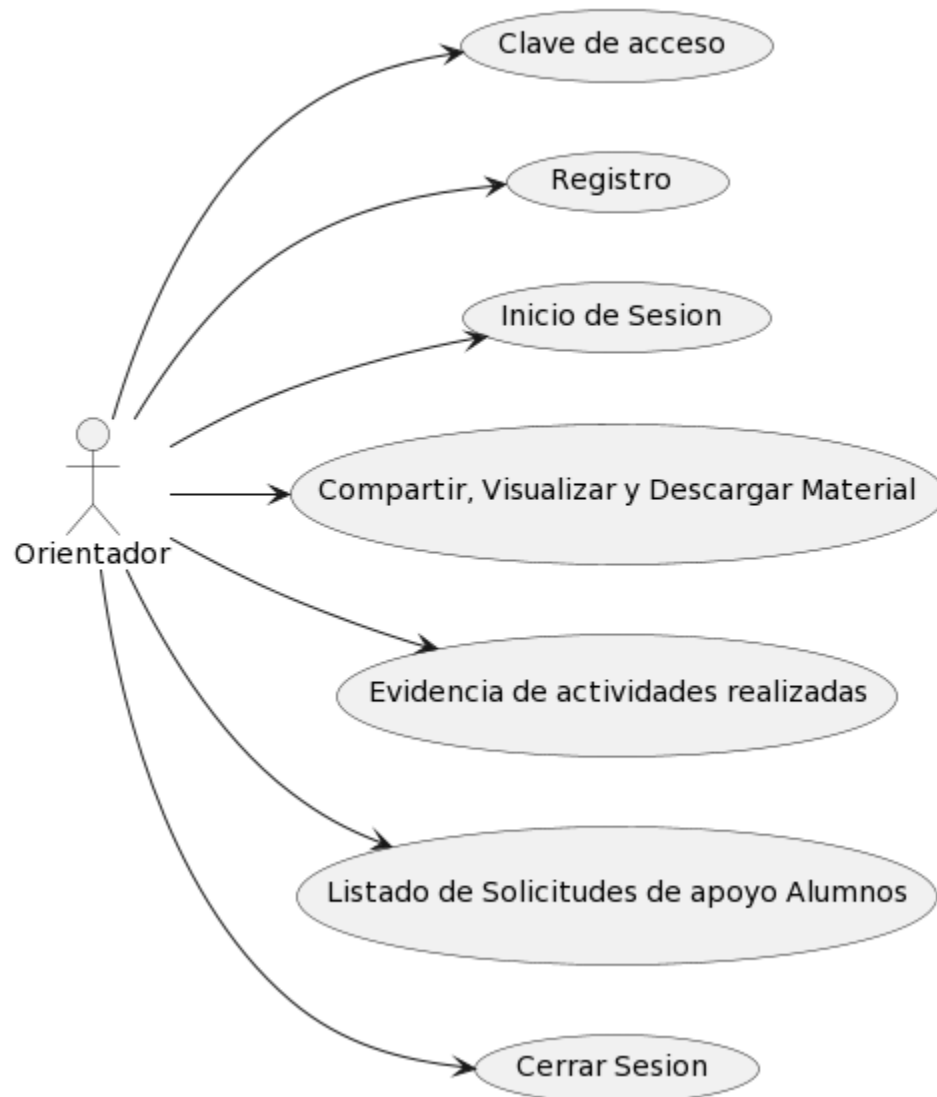 Clave de acceso
Registro
Inicio de Sesion
Compartir, Visualizar y Descargar Material
Orientador
Evidencia de actividades realizadas
Listado de Solicitudes de apoyo Alumnos
Cerrar Sesion